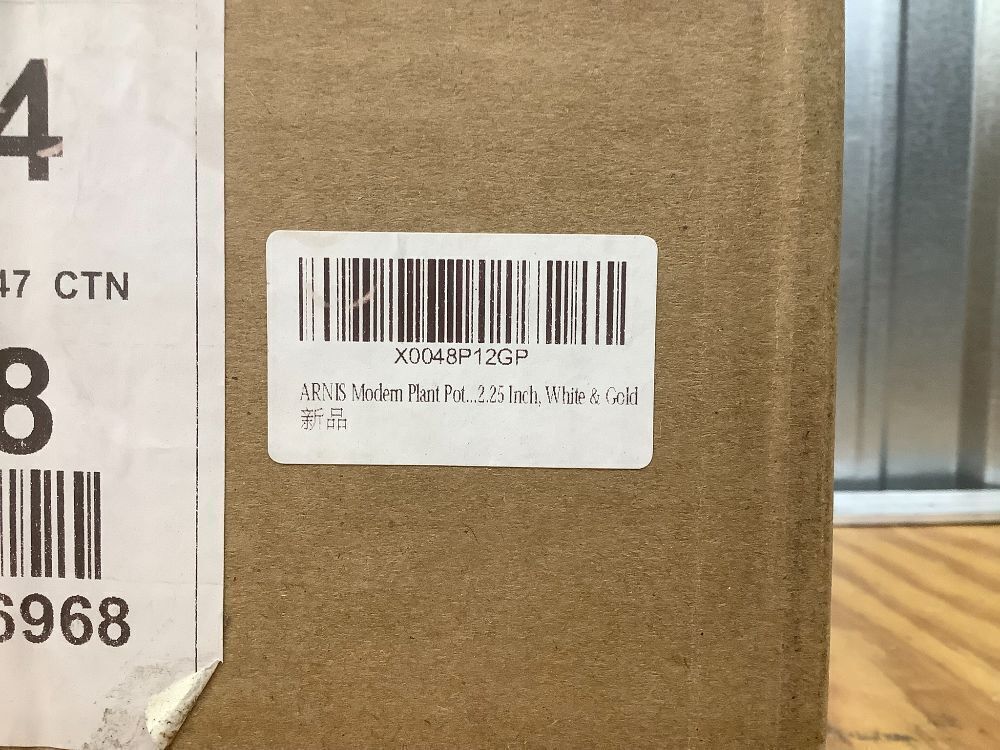 4
47 CTN
8
6968
X0048P12GP
ARNIS Modern Plant Pot...2.25 Inch, White & Gold
新品